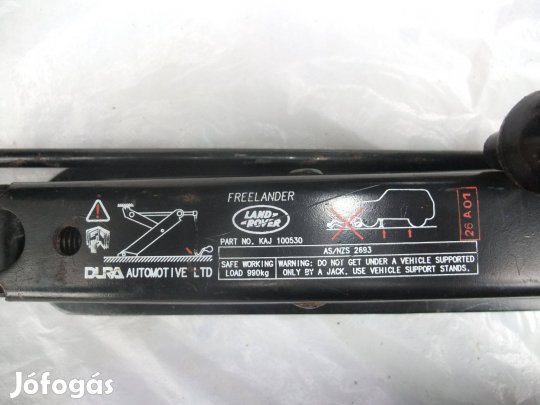 FREELANDER
LAND
ROVER
PART NO. KAJ 100530
26 A01
AS/NZS 2693
DURA AUTOMOTIVE LTD
SAFE WORKING
LOAD 990kg
WARNING: DO NOT GET UNDER A VEHICLE SUPPORTED
ONLY BY A JACK. USE VEHICLE SUPPORT STANDS.
Jófogás